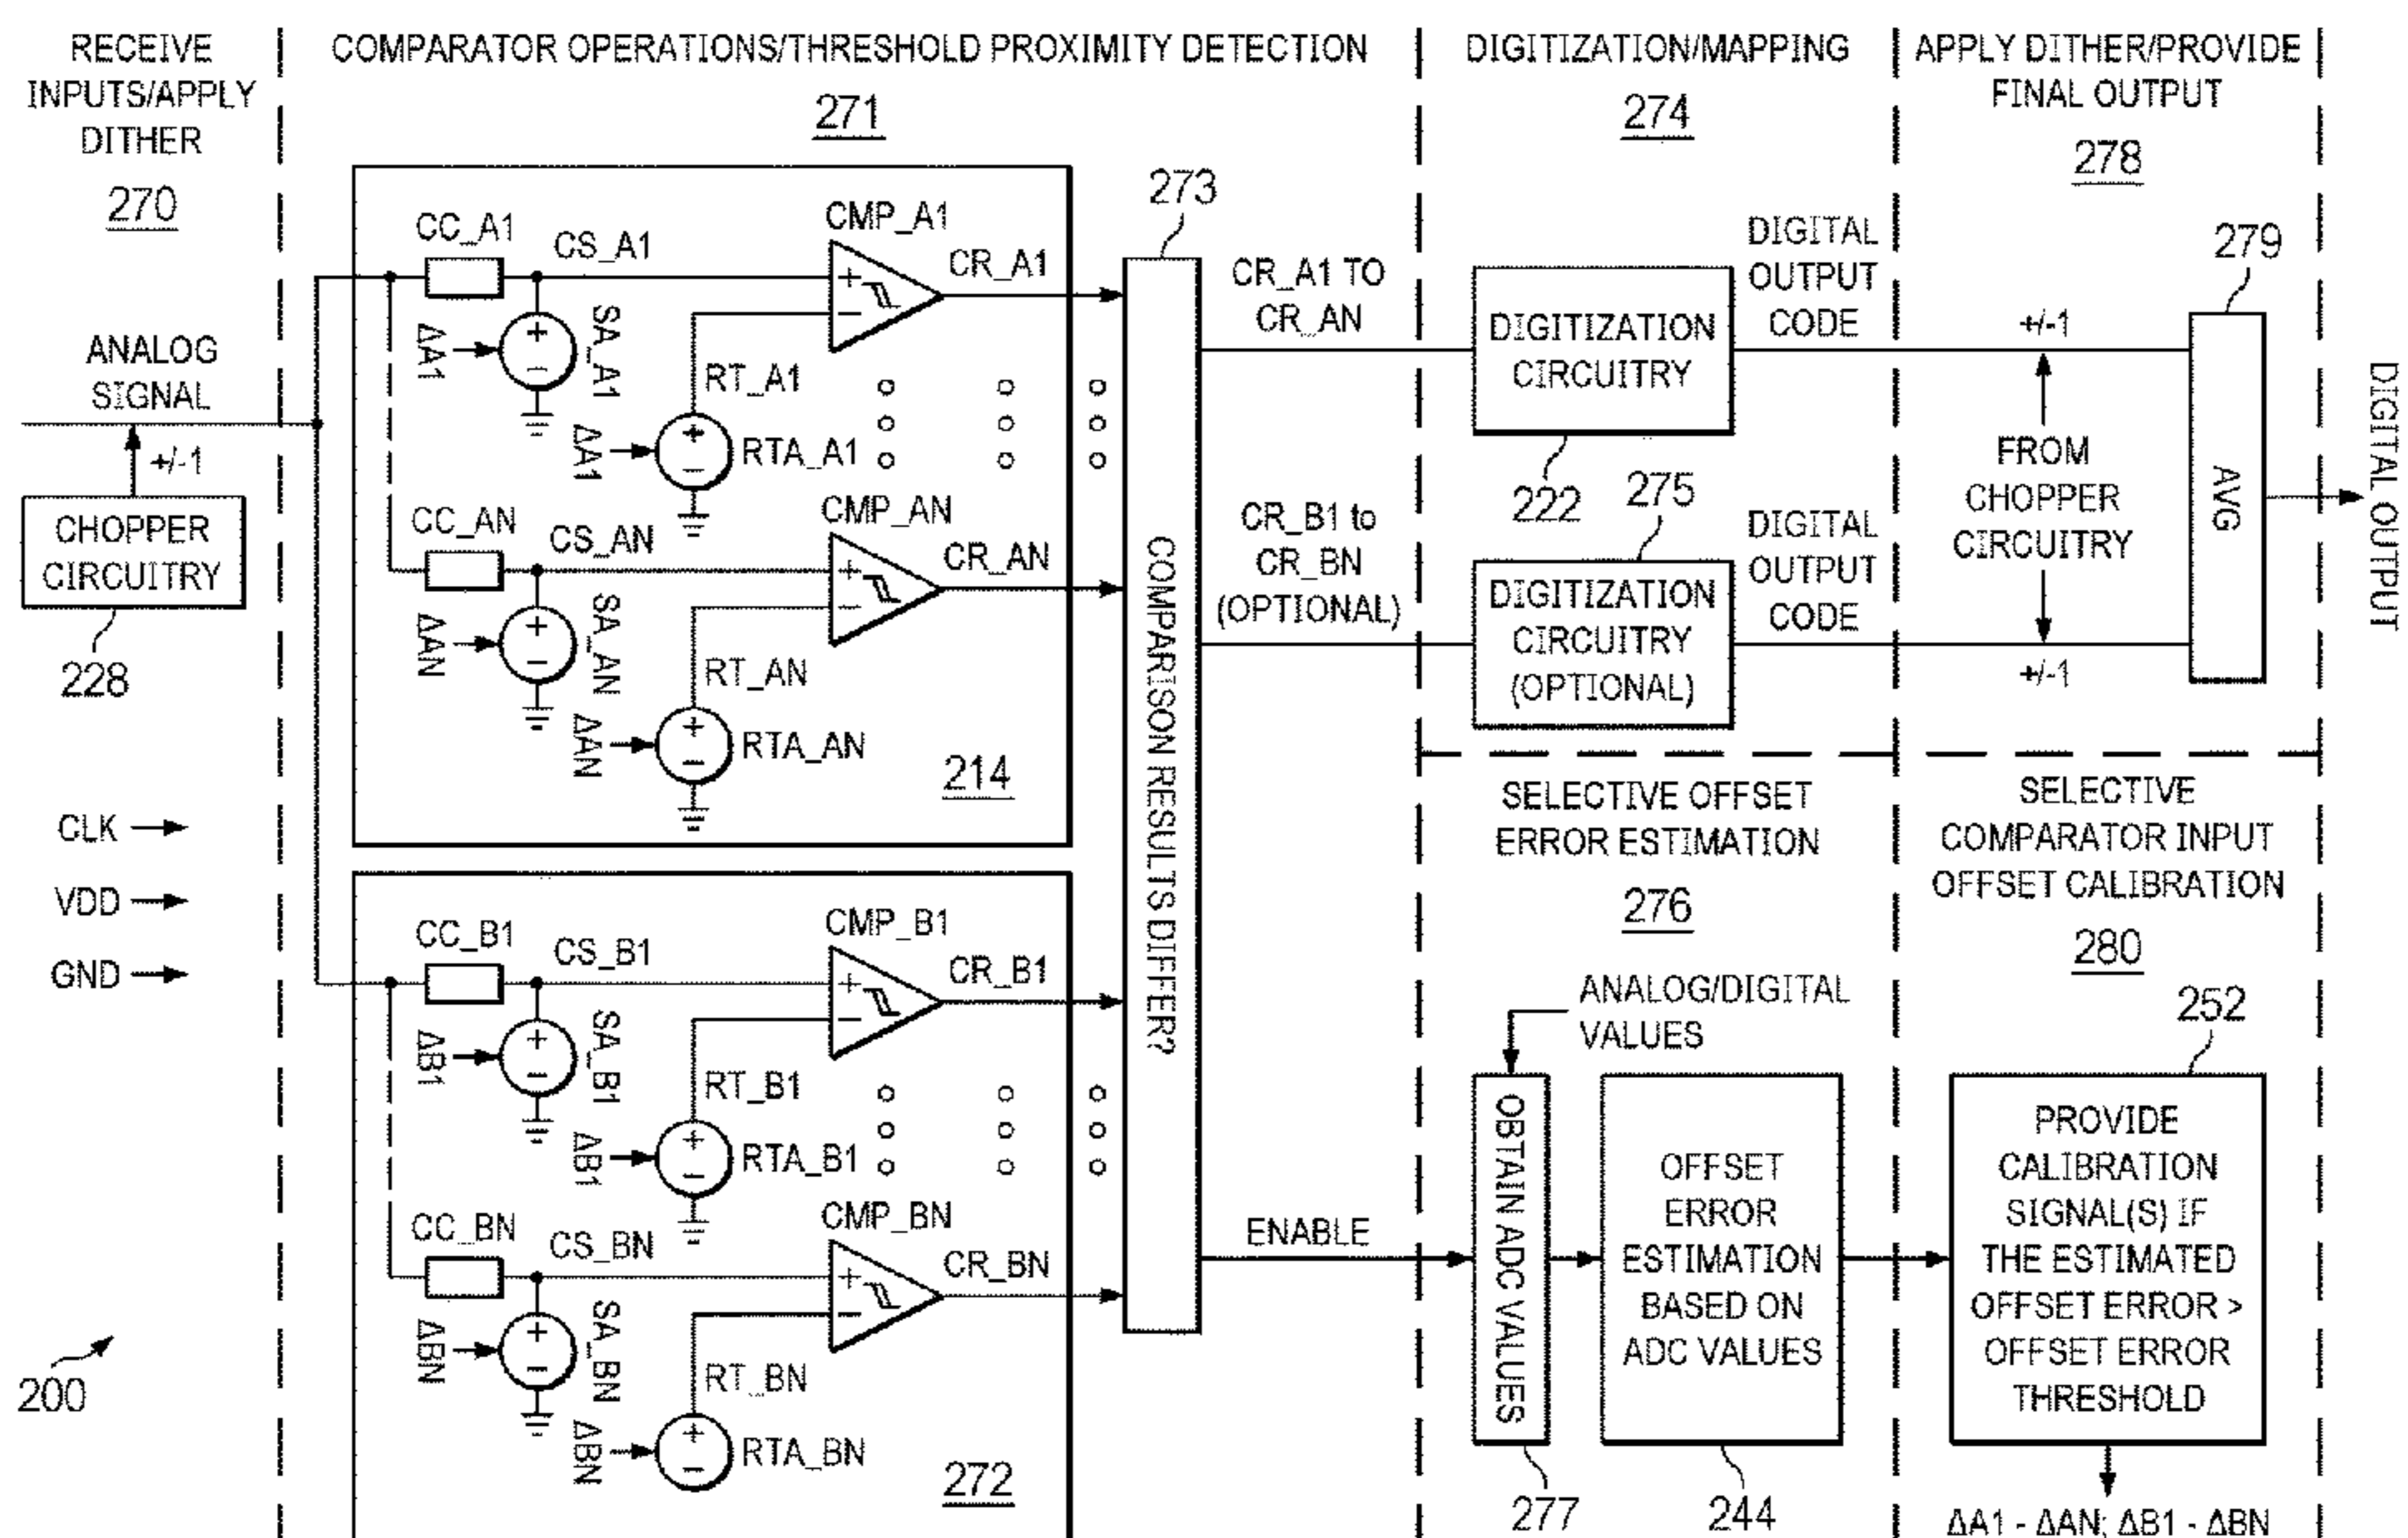 RECEIVE
INPUTS/APPLY
DITHER
270
COMPARATOR OPERATIONS/THRESHOLD PROXIMITY DETECTION
271
DIGITIZATION/MAPPING
274
APPLY DITHER/PROVIDE
FINAL OUTPUT
278
ANALOG
SIGNAL
+/-1
CHOPPER
CIRCUITRY
228
CLK
VDD
GND
200
CC_A1
CS_A1
CMP_A1
CR_A1
+
−
ΔA1
+
−
SA_A1
RT_A1
ΔA1
+
−
RTA_A1
CC_AN
CS_AN
CMP_AN
CR_AN
+
−
ΔAN
+
−
SA_AN
RT_AN
ΔAN
+
−
RTA_AN
214
CC_B1
CS_B1
CMP_B1
CR_B1
+
−
ΔB1
+
−
SA_B1
RT_B1
ΔB1
+
−
RTA_B1
CC_BN
CS_BN
CMP_BN
CR_BN
+
−
ΔBN
+
−
SA_BN
RT_BN
ΔBN
+
−
RTA_BN
272
273
COMPARISON RESULTS DIFFER?
CR_A1 TO
CR_AN
DIGITIZATION
CIRCUITRY
222
DIGITAL
OUTPUT
CODE
CR_B1 to
CR_BN
(OPTIONAL)
275
DIGITIZATION
CIRCUITRY
(OPTIONAL)
DIGITAL
OUTPUT
CODE
+/-1
FROM
CHOPPER
CIRCUITRY
+/-1
279
AVG
DIGITAL OUTPUT
SELECTIVE OFFSET
ERROR ESTIMATION
276
ANALOG/DIGITAL
VALUES
ENABLE
OBTAIN ADC VALUES
277
OFFSET
ERROR
ESTIMATION
BASED ON
ADC VALUES
244
SELECTIVE
COMPARATOR INPUT
OFFSET CALIBRATION
280
252
PROVIDE
CALIBRATION
SIGNAL(S) IF
THE ESTIMATED
OFFSET ERROR >
OFFSET ERROR
THRESHOLD
ΔA1 - ΔAN; ΔB1 - ΔBN